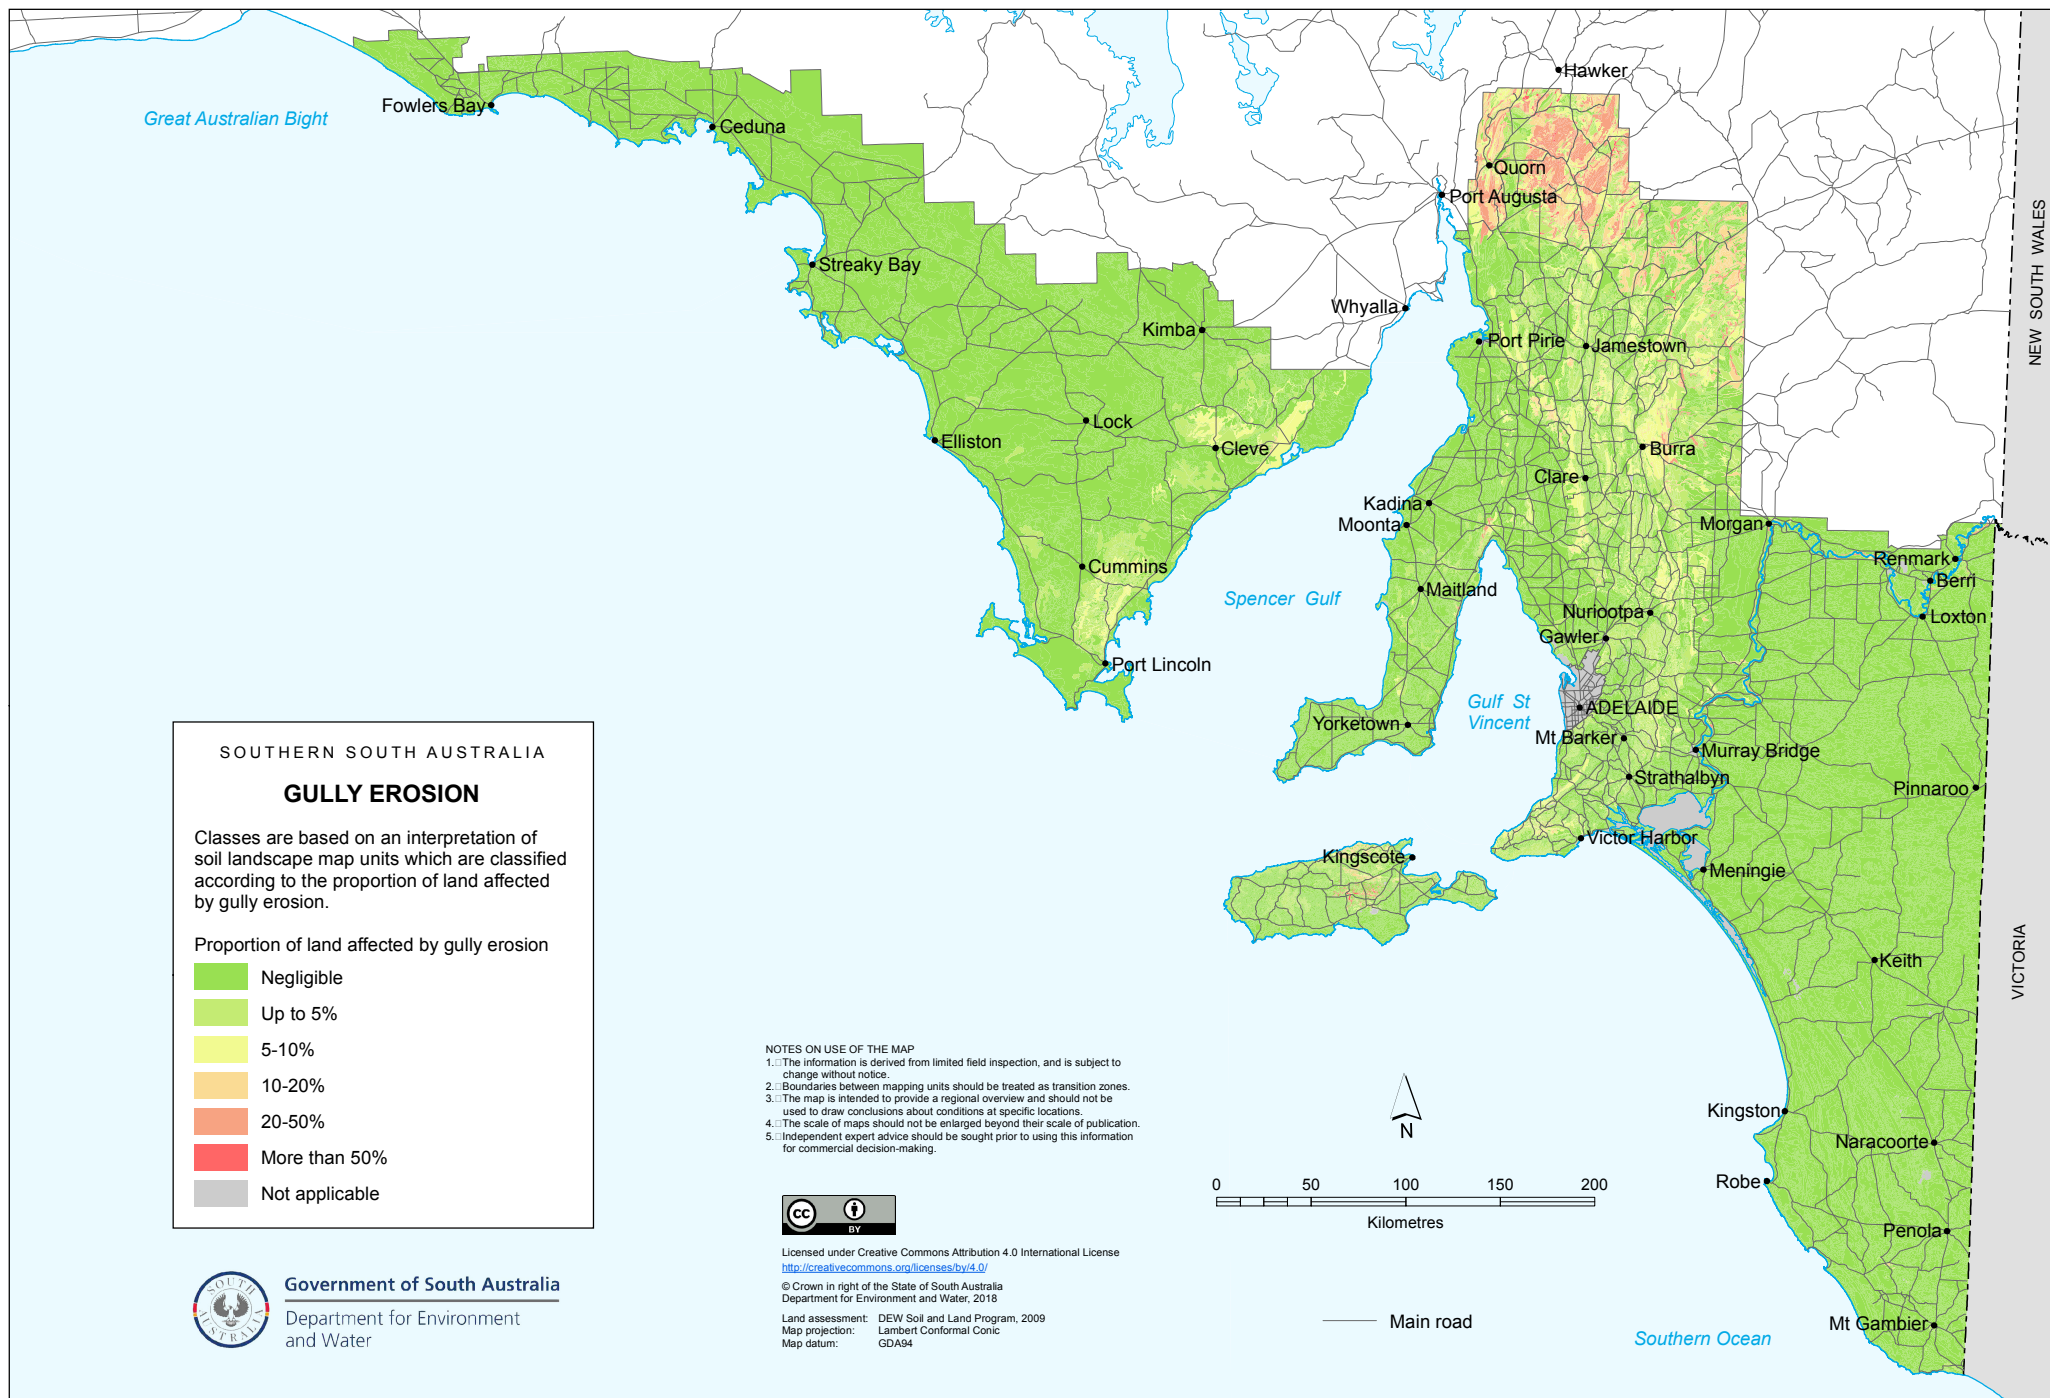 Hawker
Great Australian Bight
Fowlers Bay
Ceduna
Quorn
Port Augusta
NEW SOUTH WALES
Streaky Bay
Whyalla
Kimba
Port Pirie
Jamestown
Lock
Elliston
Cleve
Burra
Clare
Kadina
Moonta
Morgan
Renmark
Berri
Cummins
Maitland
Spencer Gulf
Nuriootpa
Loxton
Gawler
Port Lincoln
Gulf St
Vincent
ADELAIDE
Yorketown
Mt Barker
Murray Bridge
Strathalbyn
Pinnaroo
Victor Harbor
Kingscote
Meningie
VICTORIA
Keith
Kingston
Naracoorte
Robe
Penola
Mt Gambier
Southern Ocean
SOUTHERN SOUTH AUSTRALIA
GULLY EROSION
Classes are based on an interpretation of
soil landscape map units which are classified
according to the proportion of land affected
by gully erosion.
Proportion of land affected by gully erosion
Negligible
Up to 5%
5-10%
10-20%
20-50%
More than 50%
Not applicable
SOUTH AUSTRALIA
Government of South Australia
Department for Environment
and Water
NOTES ON USE OF THE MAP
1. The information is derived from limited field inspection, and is subject to
change without notice.
2. Boundaries between mapping units should be treated as transition zones.
3. The map is intended to provide a regional overview and should not be
used to draw conclusions about conditions at specific locations.
4. The scale of maps should not be enlarged beyond their scale of publication.
5. Independent expert advice should be sought prior to using this information
for commercial decision-making.
cc
BY
Licensed under Creative Commons Attribution 4.0 International License
http://creativecommons.org/licenses/by/4.0/
© Crown in right of the State of South Australia
Department for Environment and Water, 2018
Land assessment: DEW Soil and Land Program, 2009
Map projection: Lambert Conformal Conic
Map datum: GDA94
N
0 50 100 150 200
Kilometres
Main road